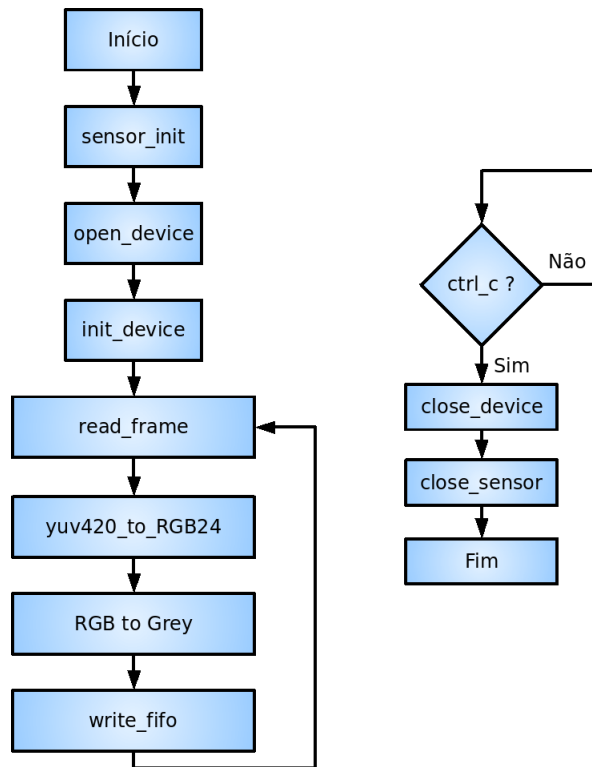 Início
sensor_init
open_device
init_device
read_frame
yuv420_to_RGB24
RGB to Grey
write_fifo
ctrl_c ?
Não
Sim
close_device
close_sensor
Fim